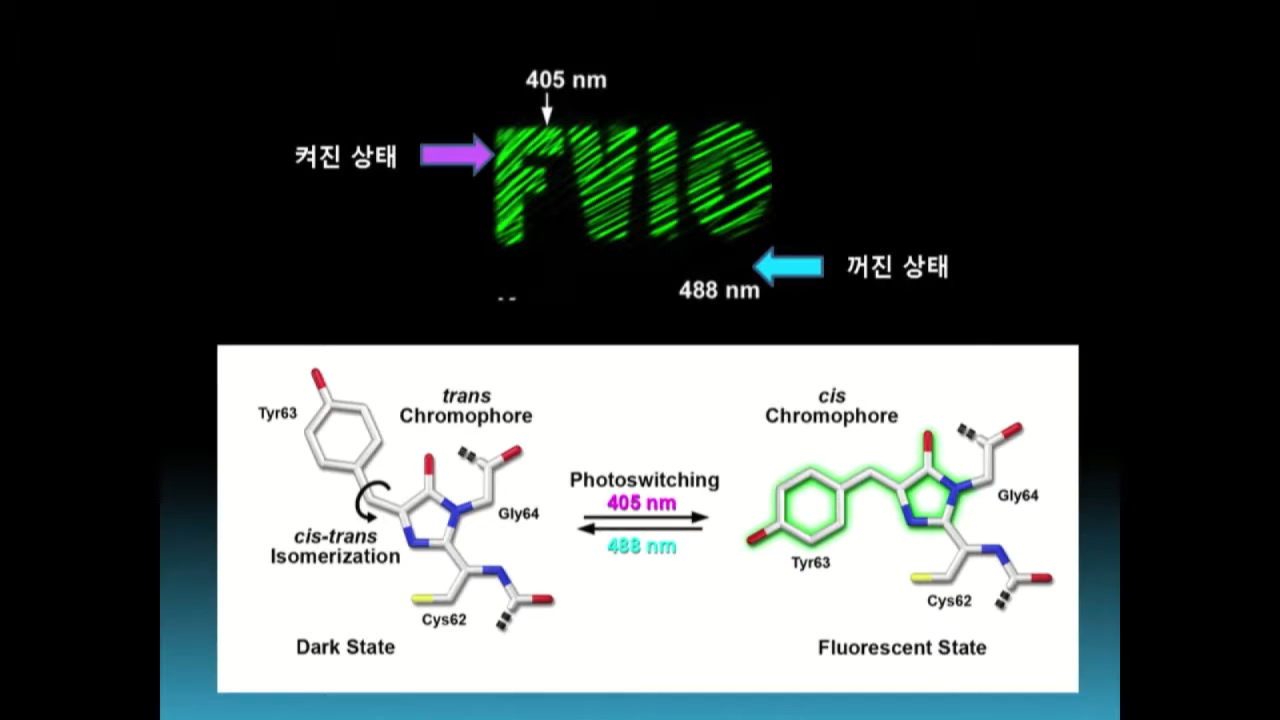 405 nm
켜진 상태
FV10
꺼진 상태
488 nm
Tyr63
trans
Chromophore
Gly64
cis-trans
Isomerization
Cys62
Dark State
Photoswitching
405 nm
488 nm
cis
Chromophore
Gly64
Tyr63
Cys62
Fluorescent State